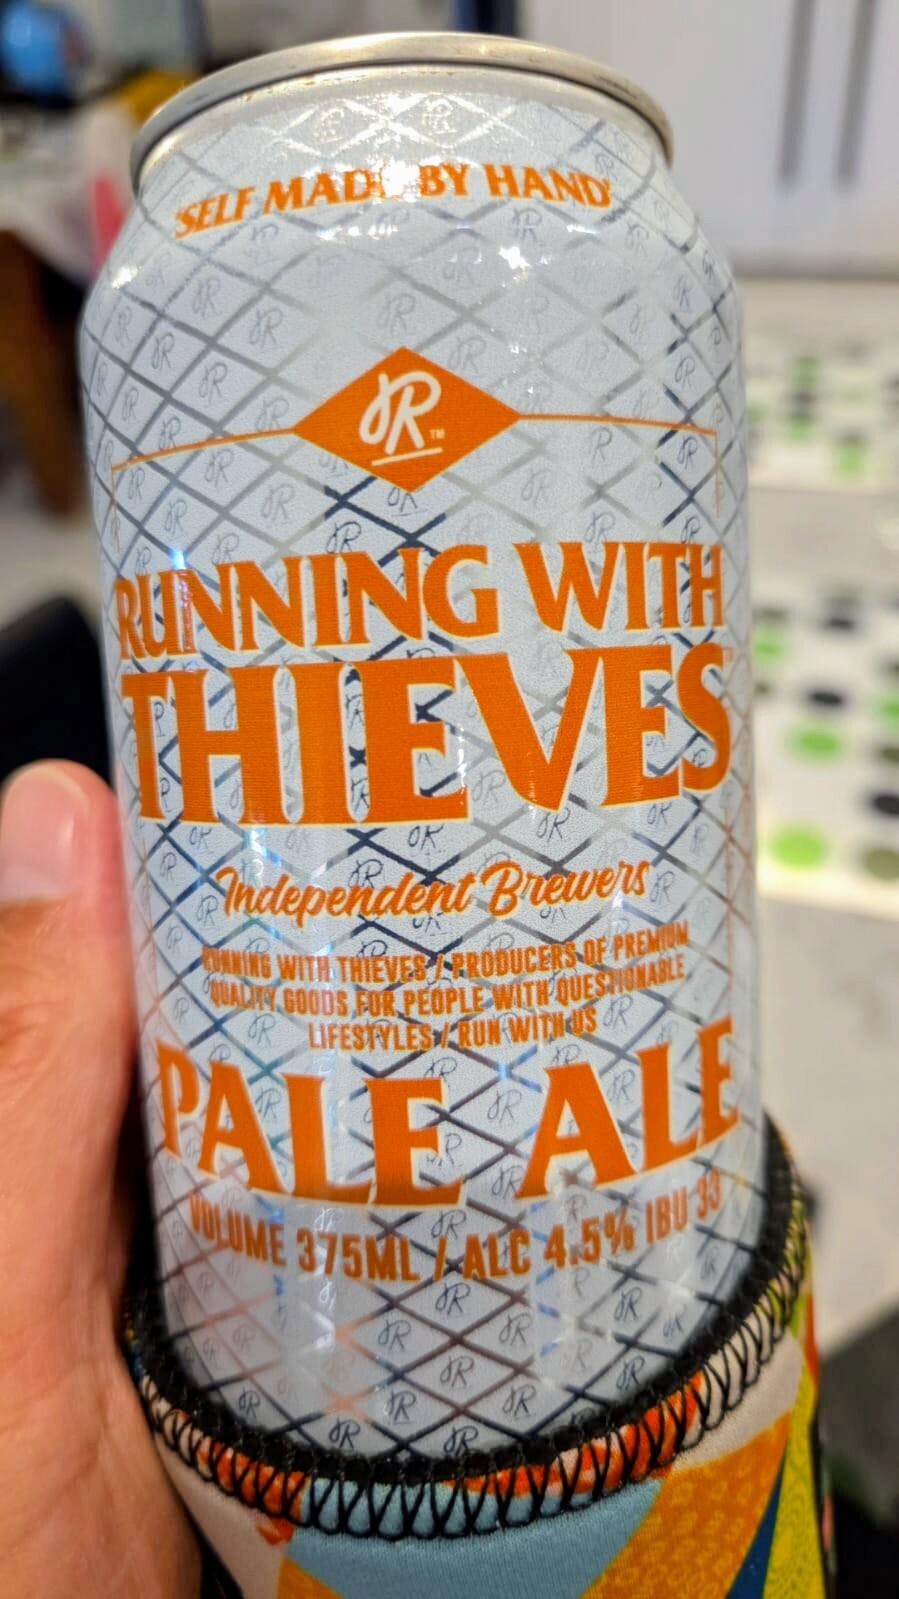 'SELF MADE BY HAND'
R™
RUNNING WITH
THIEVES
Independent Brewers
RUNNING WITH THIEVES / PRODUCERS OF PREMIUM
QUALITY GOODS FOR PEOPLE WITH QUESTIONABLE
LIFESTYLES / RUN WITH US
PALE ALE
VOLUME 375ML / ALC 4.5% IBU 33